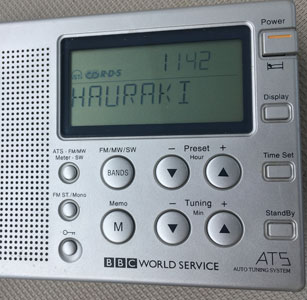 Power
1142
RDS
HAURAKI
Display
ATS - FM/MW
Meter - SW
FM/MW/SW
BANDS
– Preset +
Hour
Time Set
FM ST./Mono
Memo
M
– Tuning +
Min
StandBy
BBC WORLD SERVICE
ATS
AUTO TUNING SYSTEM